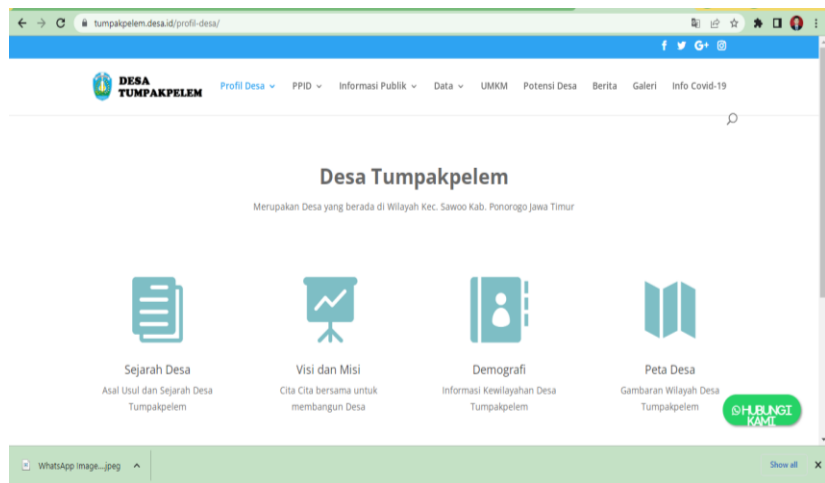 tumpakpelem.desa.id/profil-desa/
f G+
DESA
TUMPAKPELEM
Profil Desa PPID Informasi Publik Data UMKM Potensi Desa Berita Galeri Info Covid-19
Desa Tumpakpelem
Merupakan Desa yang berada di Wilayah Kec. Sawoo Kab. Ponorogo Jawa Timur
Sejarah Desa
Asal Usul dan Sejarah Desa
Tumpakpelem
Visi dan Misi
Cita Cita bersama untuk
membangun Desa
Demografi
Informasi Kewilayahan Desa
Tumpakpelem
Peta Desa
Gambaran Wilayah Desa
Tumpakpelem
HUBUNGI
KAMI
WhatsApp Image....jpeg
Show all X